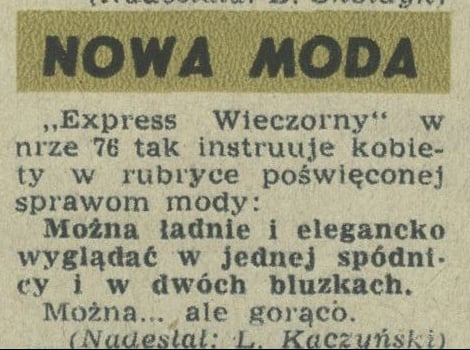 (Nadesłał:
NOWA MODA
„Express Wieczorny“ w
nrze 76 tak instruuje kobie-
ty w rubryce poświęconej
sprawom mody:
Można ładnie i elegancko
wyglądać w jednej spódni-
cy i w dwóch bluzkach.
Można... ale gorąco.
(Nadesłał: L. Kaczyński)